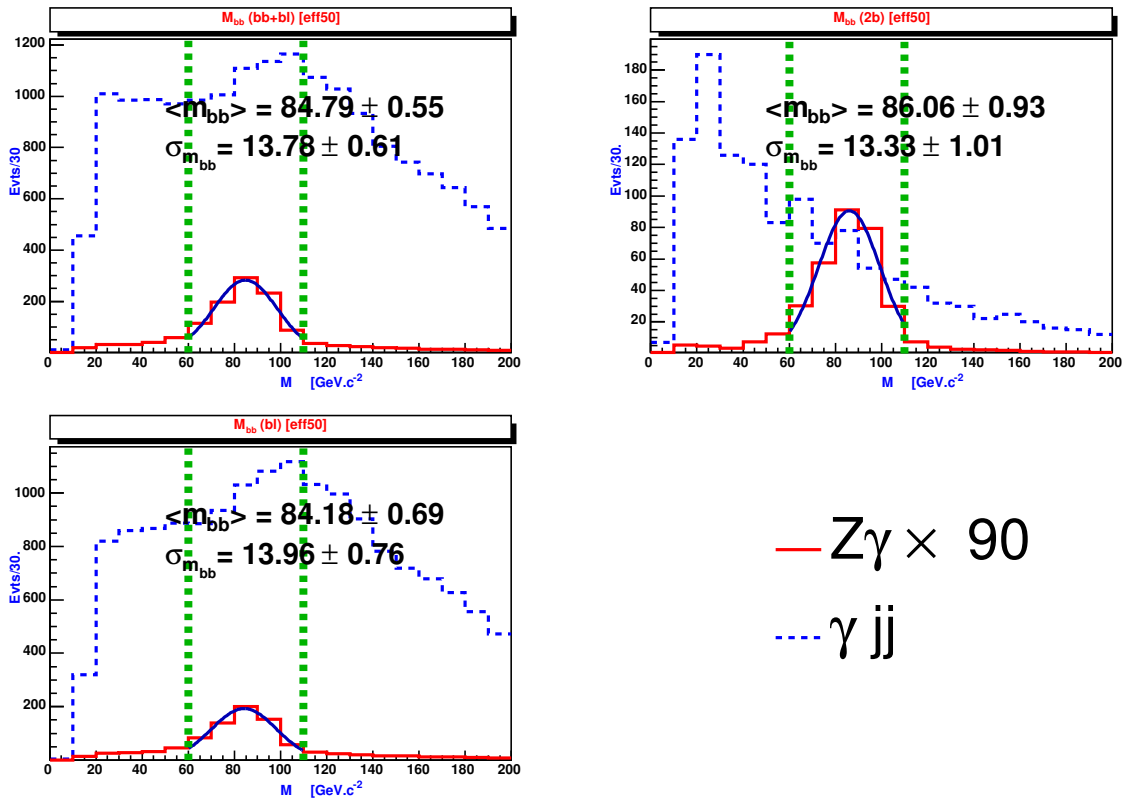 M_bb (bb+bl) [eff50]
Evts/30
1200
1000
800
600
400
200
<m_bb> = 84.79 ± 0.55
σ_m_bb = 13.78 ± 0.61
0 20 40 60 80 100 120 140 160 180 200
M [GeV.c-2
M_bb (2b) [eff50]
Evts/30.
180
160
140
120
100
80
60
40
20
<m_bb> = 86.06 ± 0.93
σ_m_bb = 13.33 ± 1.01
0 20 40 60 80 100 120 140 160 180 200
M [GeV.c-2
M_bb (bl) [eff50]
Evts/30.
1000
800
600
400
200
<m_bb> = 84.18 ± 0.69
σ_m_bb = 13.96 ± 0.76
0 20 40 60 80 100 120 140 160 180 200
M [GeV.c-2
Zγ × 90
γ jj